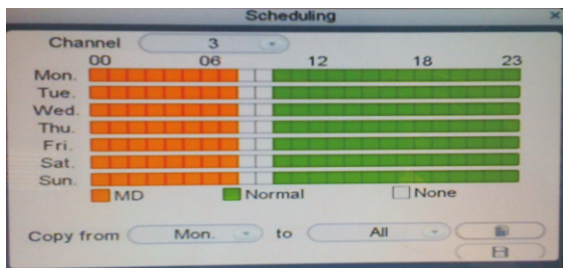 Scheduling
Channel 3
00 06 12 18 23
Mon.
Tue.
Wed.
Thu.
Fri.
Sat.
Sun.
MD Normal None
Copy from Mon. to All